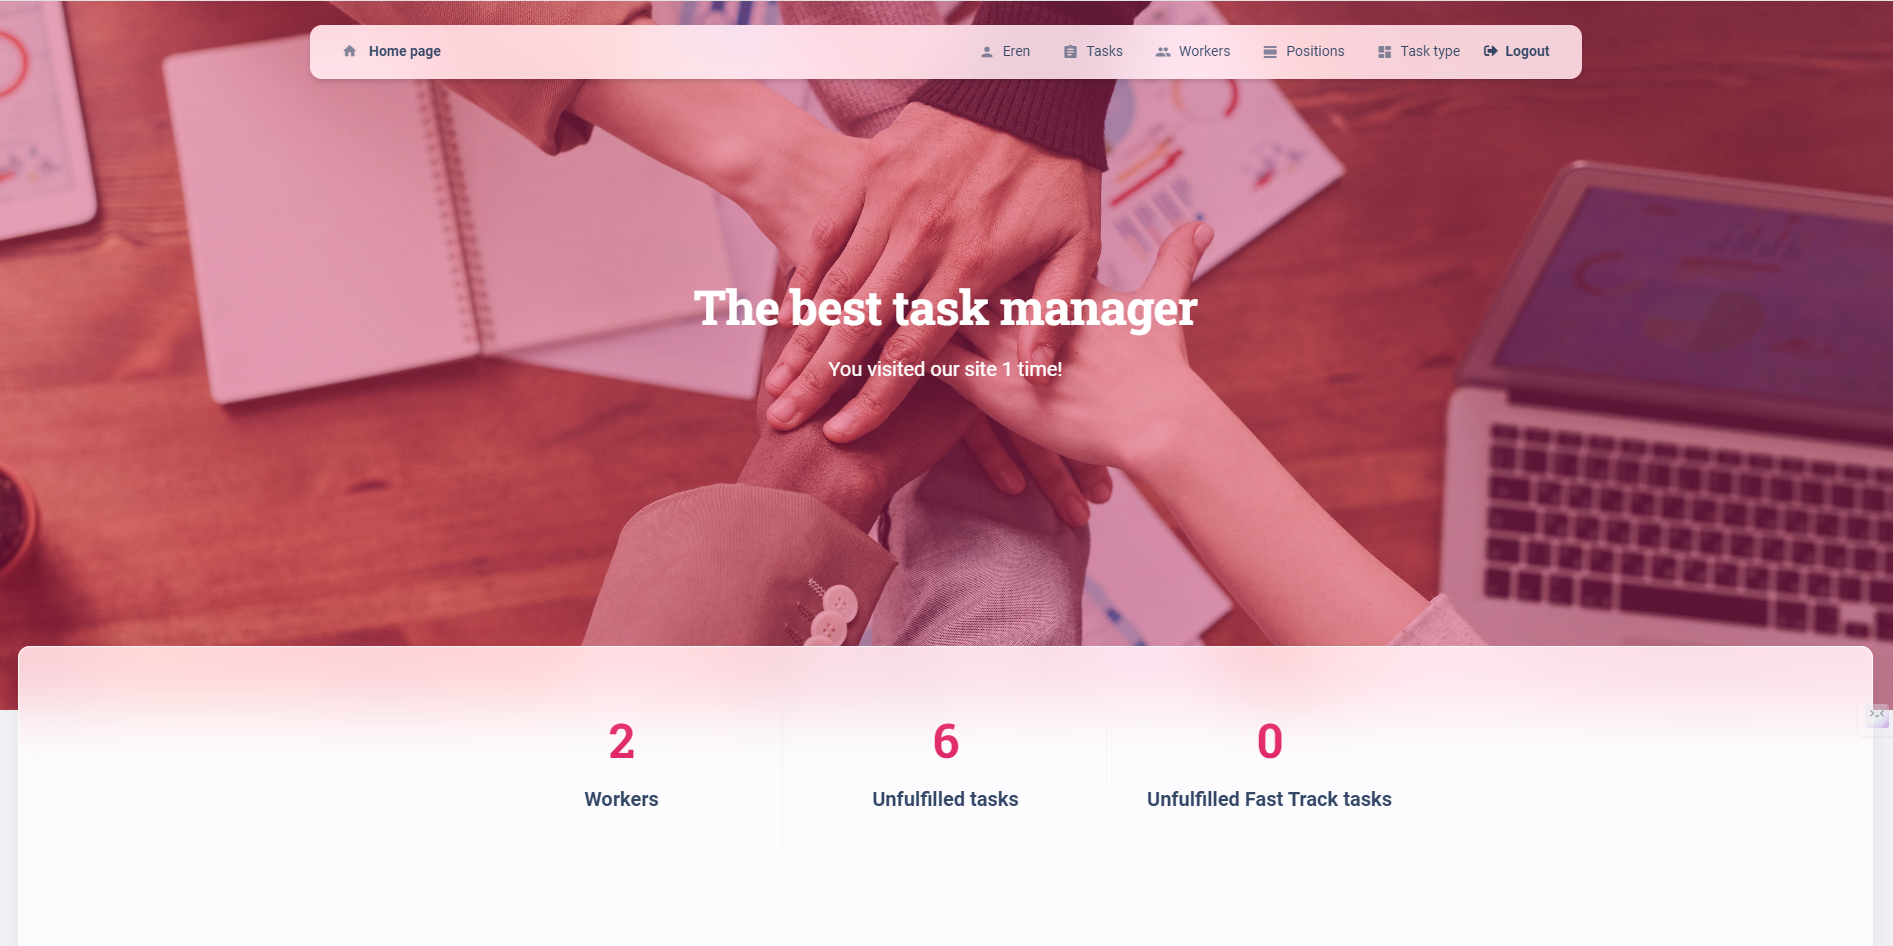 Home page
Eren
Tasks
Workers
Positions
Task type
Logout
The best task manager
You visited our site 1 time!
2
Workers
6
Unfulfilled tasks
0
Unfulfilled Fast Track tasks